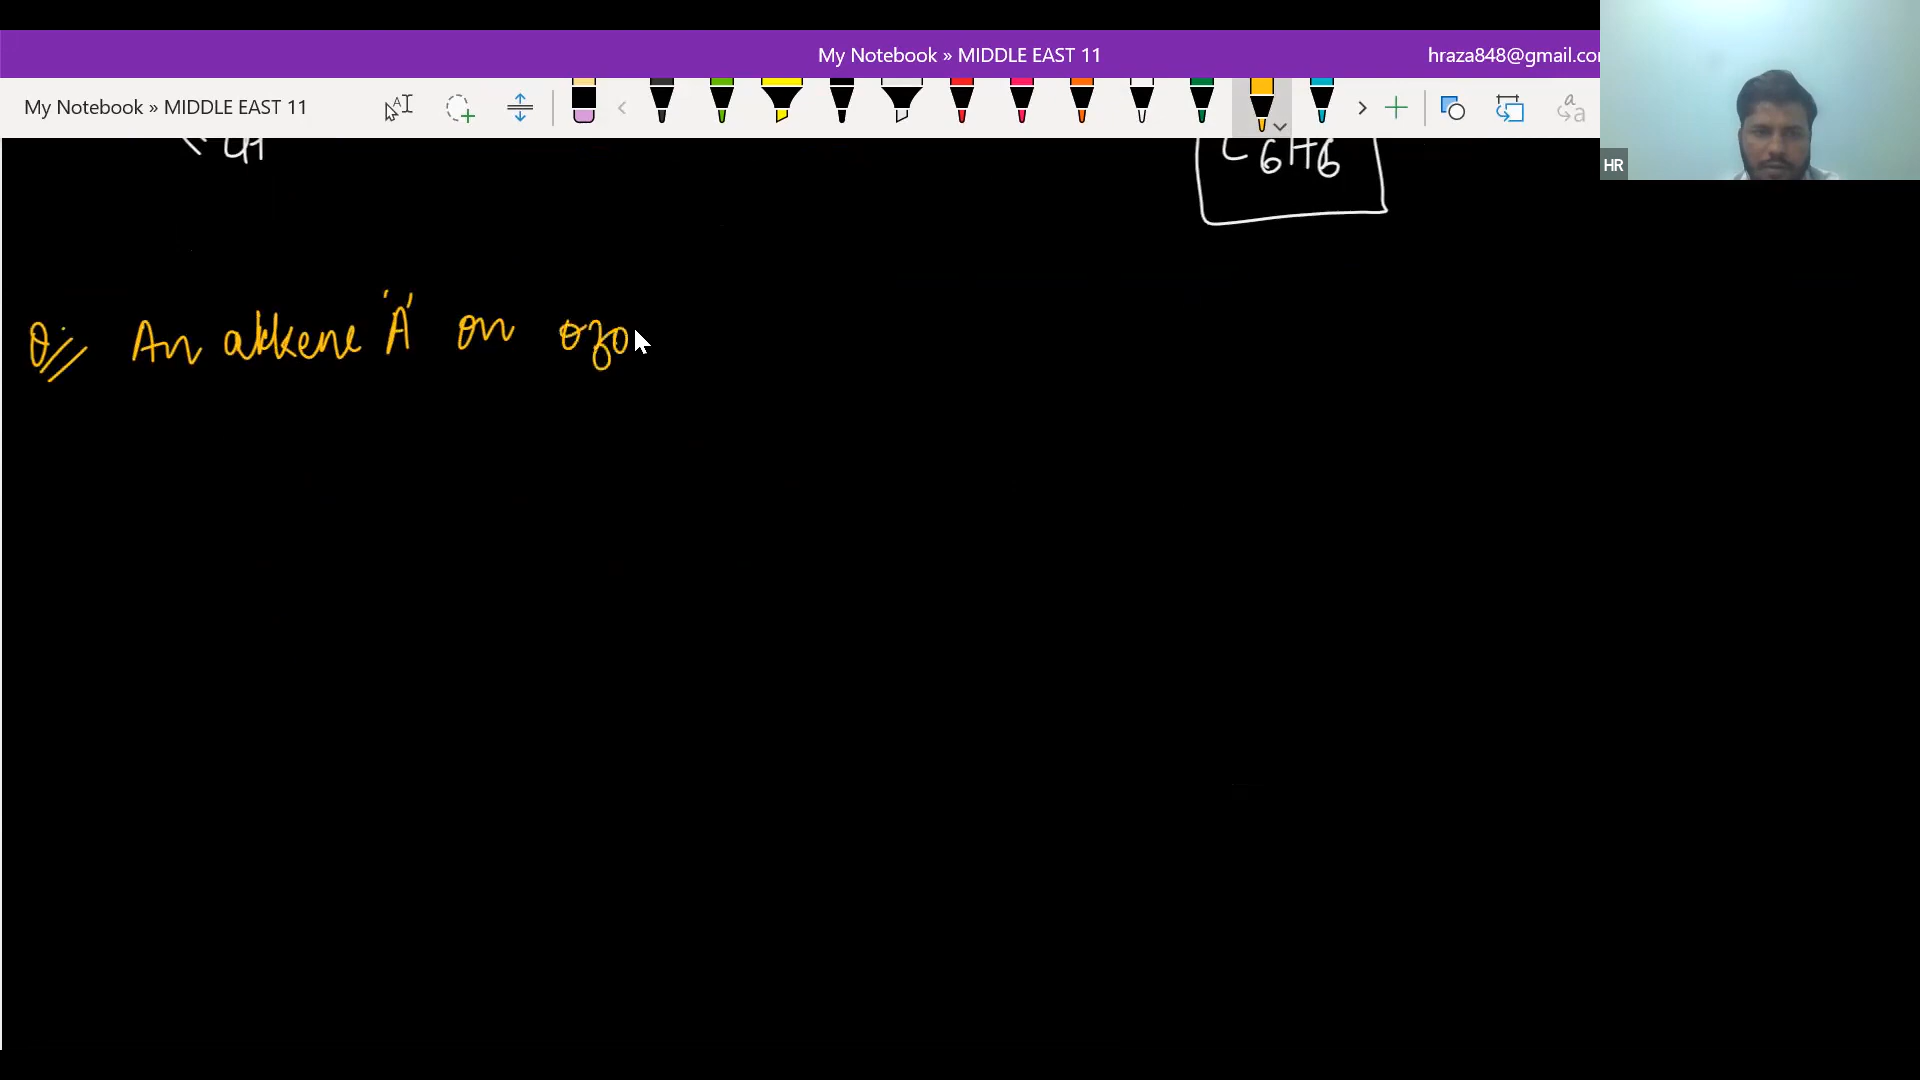 My Notebook » MIDDLE EAST 11
hraza848@gmail.co
My Notebook » MIDDLE EAST 11
HR
C6H6
Q:// An alkene 'A' on ozo